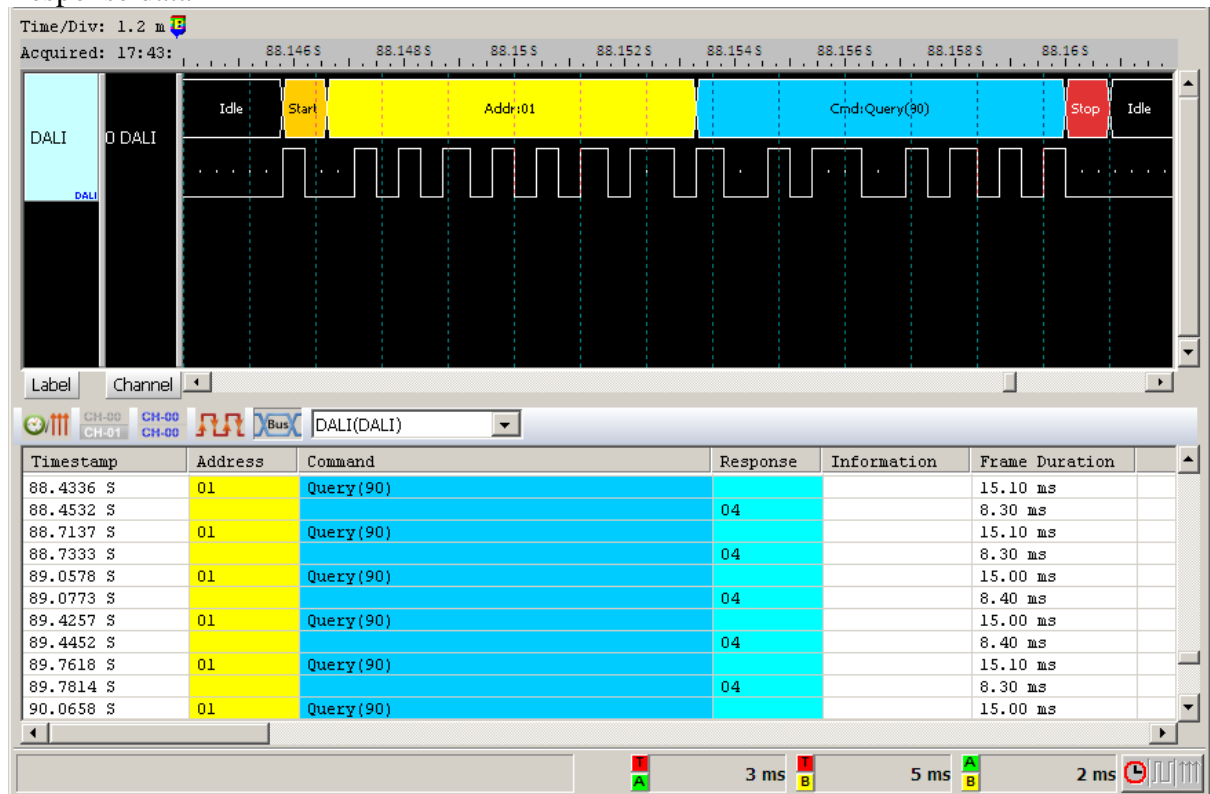 Time/Div: 1.2 m
Acquired: 17:43: 88.146 S 88.148 S 88.15 S 88.152 S 88.154 S 88.156 S 88.158 S 88.16 S
Idle Start Addr:01 Cmd:Query(90) Stop Idle
DALI 0 DALI
DALI
Label Channel
CH-00 CH-01 CH-00 CH-00 Bus DALI(DALI)
Timestamp Address Command Response Information Frame Duration
88.4336 S 01 Query(90) 15.10 ms
88.4532 S 04 8.30 ms
88.7137 S 01 Query(90) 15.10 ms
88.7333 S 04 8.30 ms
89.0578 S 01 Query(90) 15.00 ms
89.0773 S 04 8.40 ms
89.4257 S 01 Query(90) 15.00 ms
89.4452 S 04 8.40 ms
89.7618 S 01 Query(90) 15.10 ms
89.7814 S 04 8.30 ms
90.0658 S 01 Query(90) 15.00 ms
T A 3 ms T B 5 ms A B 2 ms